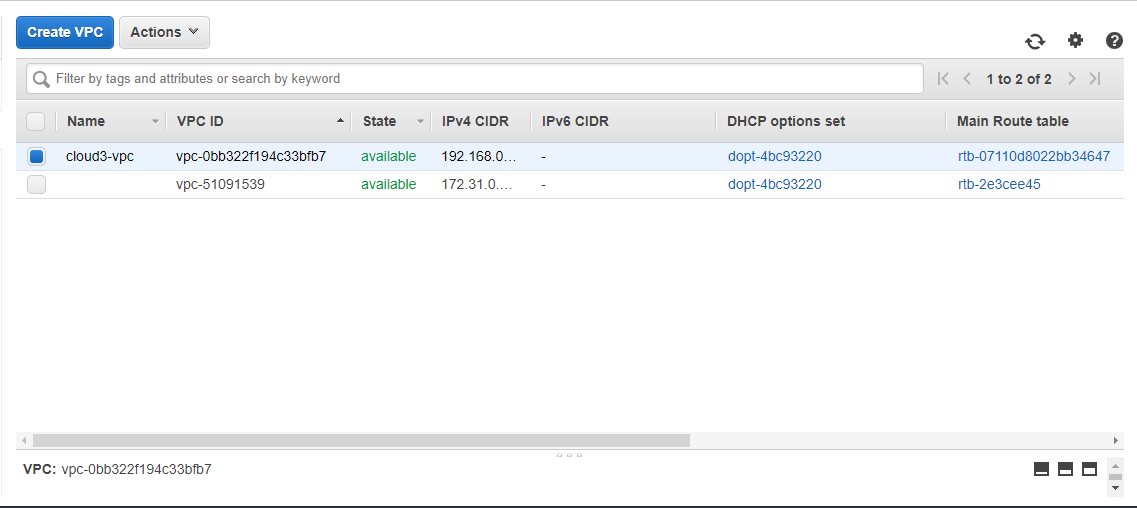 Create VPC Actions
Filter by tags and attributes or search by keyword 1 to 2 of 2
Name VPC ID State IPv4 CIDR IPv6 CIDR DHCP options set Main Route table
cloud3-vpc vpc-0bb322f194c33bfb7 available 192.168.0… - dopt-4bc93220 rtb-07110d8022bb34647
vpc-51091539 available 172.31.0.… - dopt-4bc93220 rtb-2e3cee45
VPC: vpc-0bb322f194c33bfb7